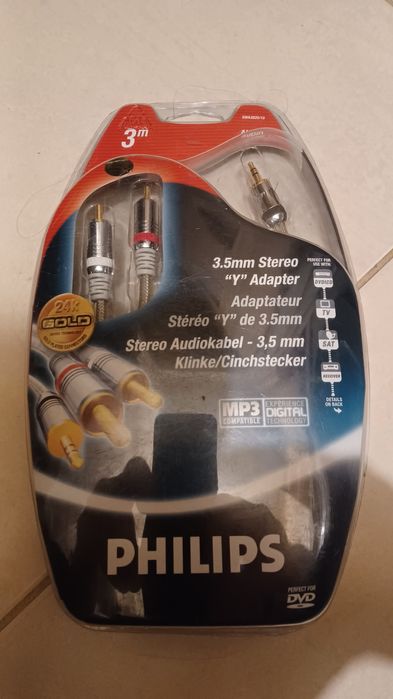 3m
3.5mm Stereo
"Y" Adapter
Adaptateur
Stéréo "Y" de 3.5mm
Stereo Audiokabel - 3,5 mm
Klinke/Cinchstecker
PERFECT FOR
USE WITH:
DVD/CD
TV
SAT
RECEIVER
DETAILS
ON BACK
24k
GOLD
MP3
COMPATIBLE
EXPERIENCE
DIGITAL
TECHNOLOGY
PHILIPS
PERFECT FOR
DVD